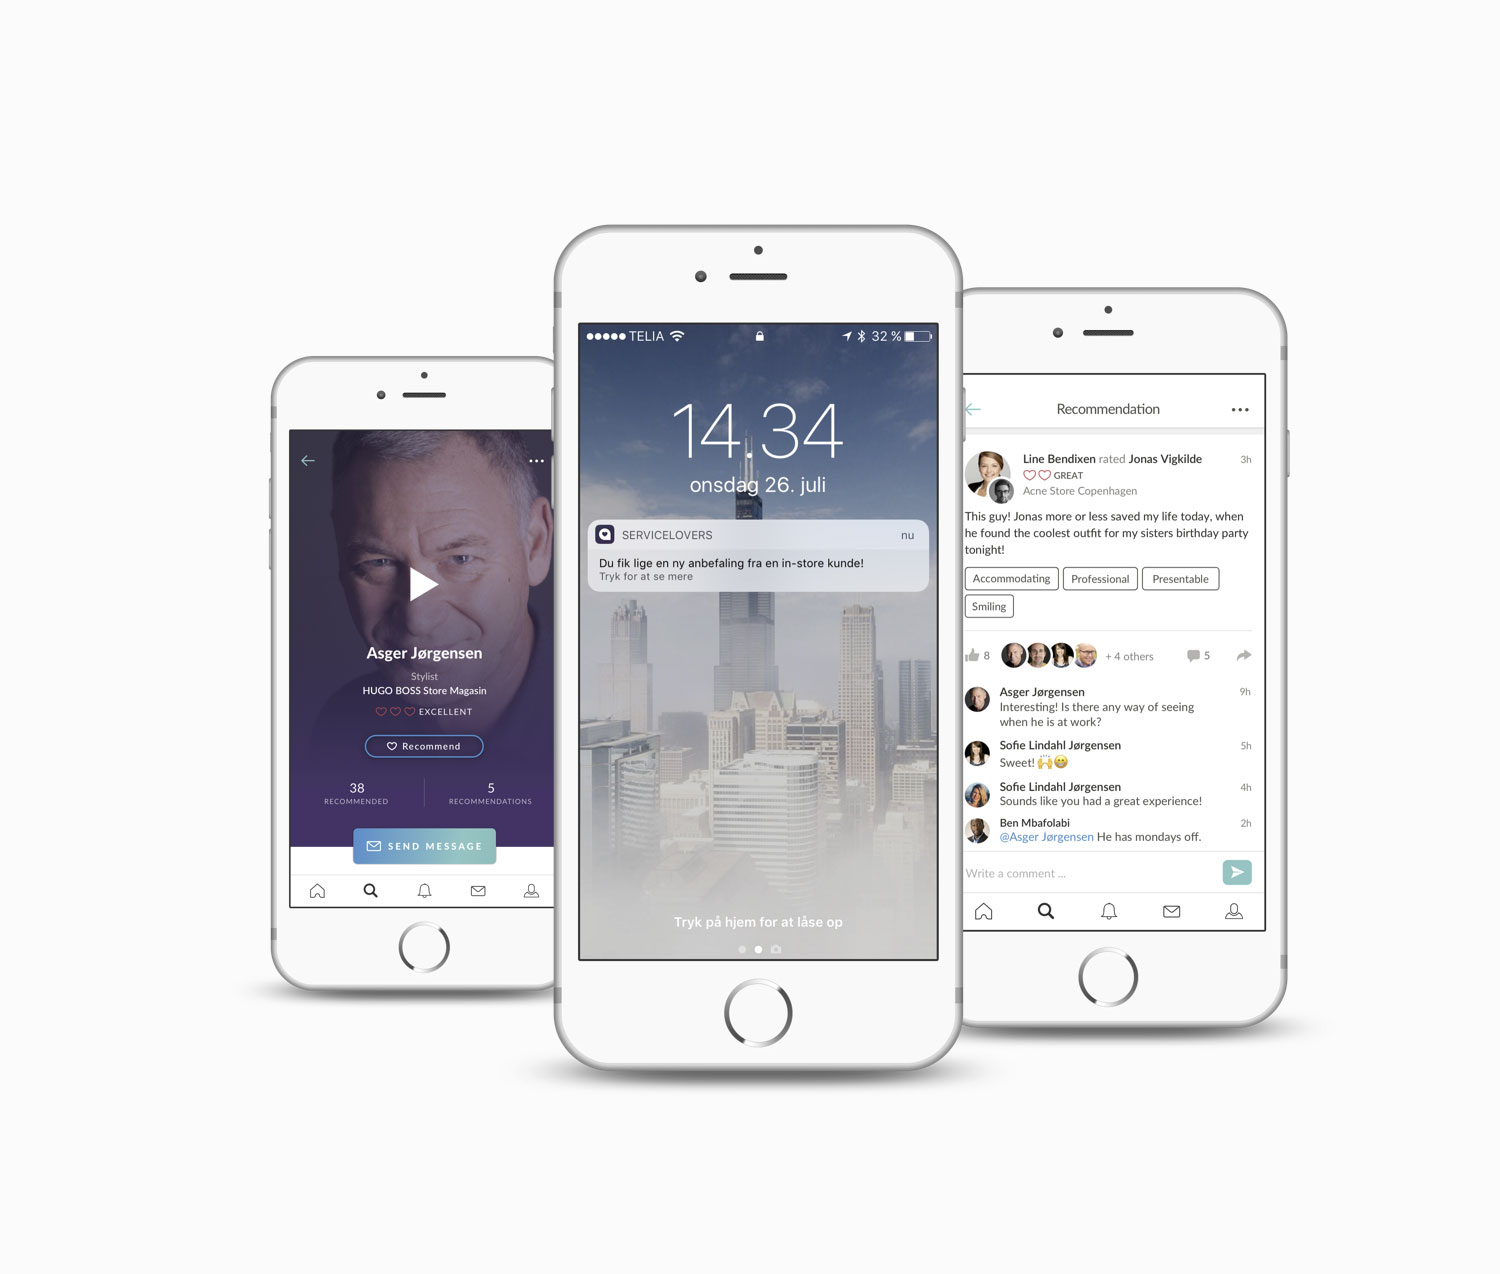 Asger Jørgensen
Stylist
HUGO BOSS Store Magasin
EXCELLENT
Recommend
38
RECOMMENDED
5
RECOMMENDATIONS
SEND MESSAGE
TELIA
32 %
14.34
onsdag 26. juli
SERVICELOVERS
nu
Du fik lige en ny anbefaling fra en in-store kunde!
Tryk for at se mere
Tryk på hjem for at låse op
Recommendation
Line Bendixen rated Jonas Vigkilde
3h
GREAT
Acne Store Copenhagen
This guy! Jonas more or less saved my life today, when
he found the coolest outfit for my sisters birthday party
tonight!
Accommodating
Professional
Presentable
Smiling
8
+ 4 others
5
Asger Jørgensen
9h
Interesting! Is there any way of seeing
when he is at work?
Sofie Lindahl Jørgensen
5h
Sweet! 🙌😁
Sofie Lindahl Jørgensen
4h
Sounds like you had a great experience!
Ben Mbafolabi
2h
@Asger Jørgensen He has mondays off.
Write a comment ...